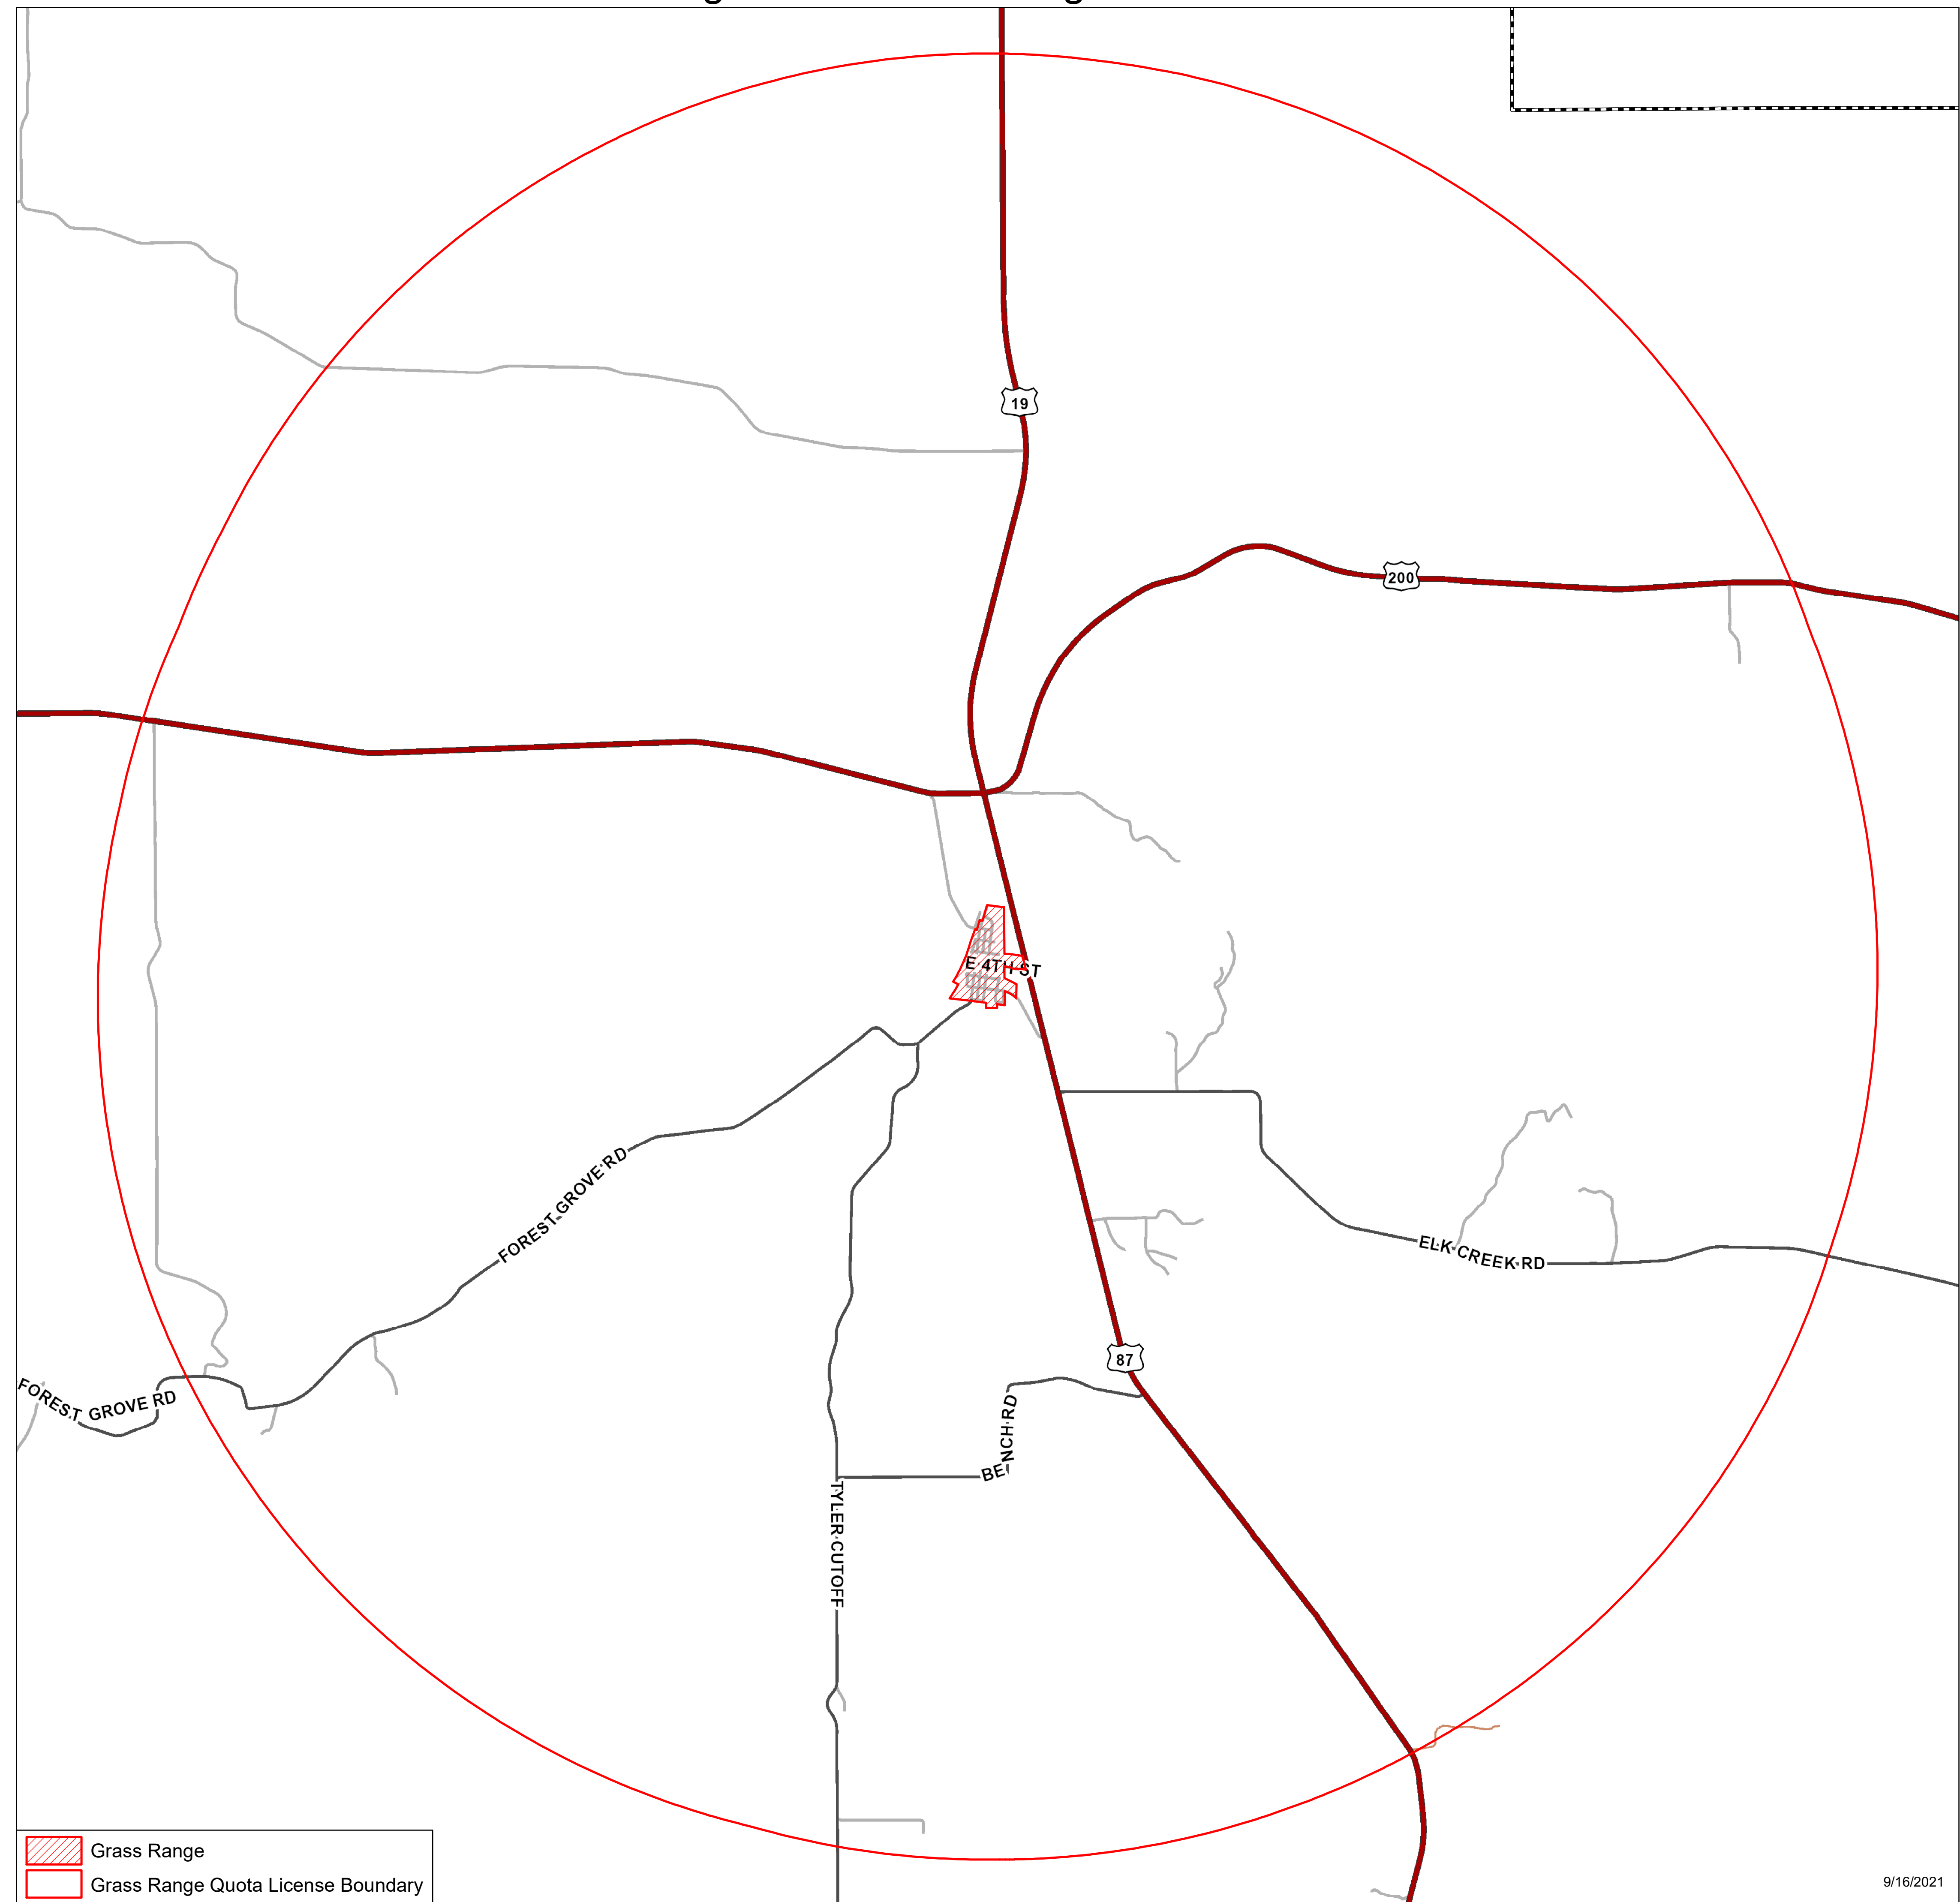 19
200
E 4TH ST
FOREST GROVE RD
ELK CREEK RD
87
FOREST GROVE RD
BENCH RD
TYLER CUTOFF
Grass Range
Grass Range Quota License Boundary
9/16/2021